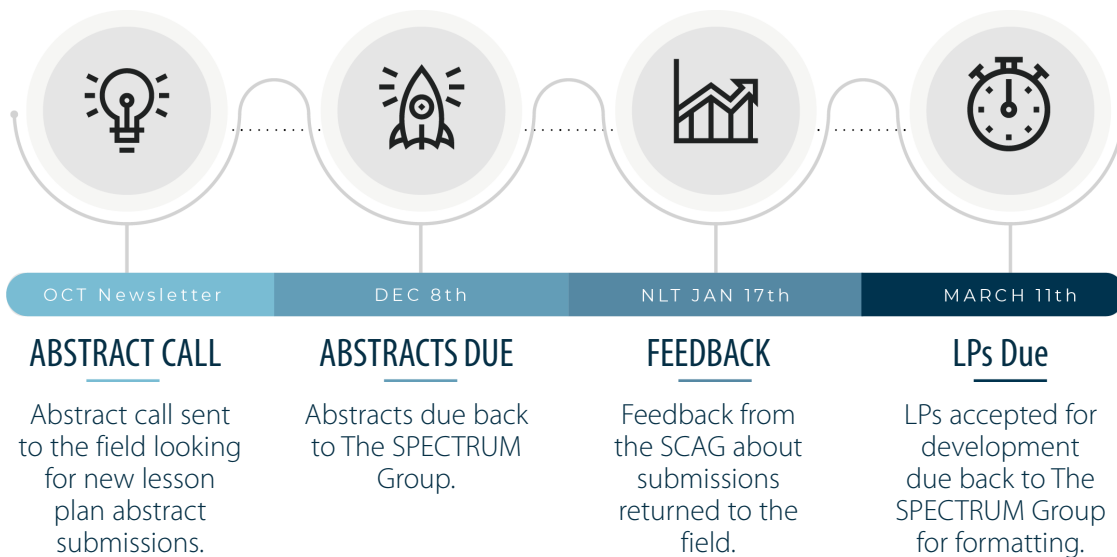 OCT Newsletter
DEC 8th
NLT JAN 17th
MARCH 11th
ABSTRACT CALL
Abstract call sent
to the field looking
for new lesson
plan abstract
submissions.
ABSTRACTS DUE
Abstracts due back
to The SPECTRUM
Group.
FEEDBACK
Feedback from
the SCAG about
submissions
returned to the
field.
LPs Due
LPs accepted for
development
due back to The
SPECTRUM Group
for formatting.